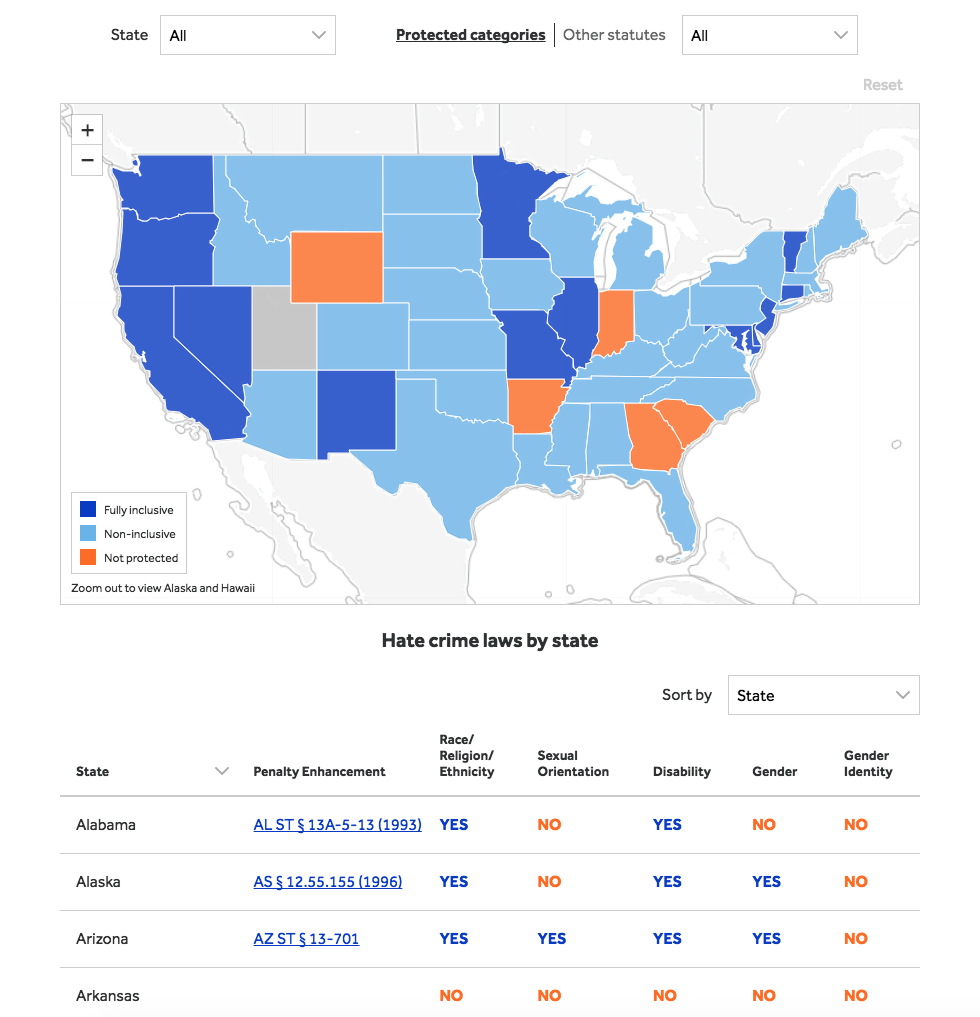 State All Protected categories Other statutes All
Reset
+
−
Fully inclusive
Non-inclusive
Not protected
Zoom out to view Alaska and Hawaii
Hate crime laws by state
Sort by State
State Penalty Enhancement Race/
Religion/
Ethnicity Sexual
Orientation Disability Gender Gender
Identity
Alabama AL ST § 13A-5-13 (1993) YES NO YES NO NO
Alaska AS § 12.55.155 (1996) YES NO YES YES NO
Arizona AZ ST § 13-701 YES YES YES YES NO
Arkansas NO NO NO NO NO